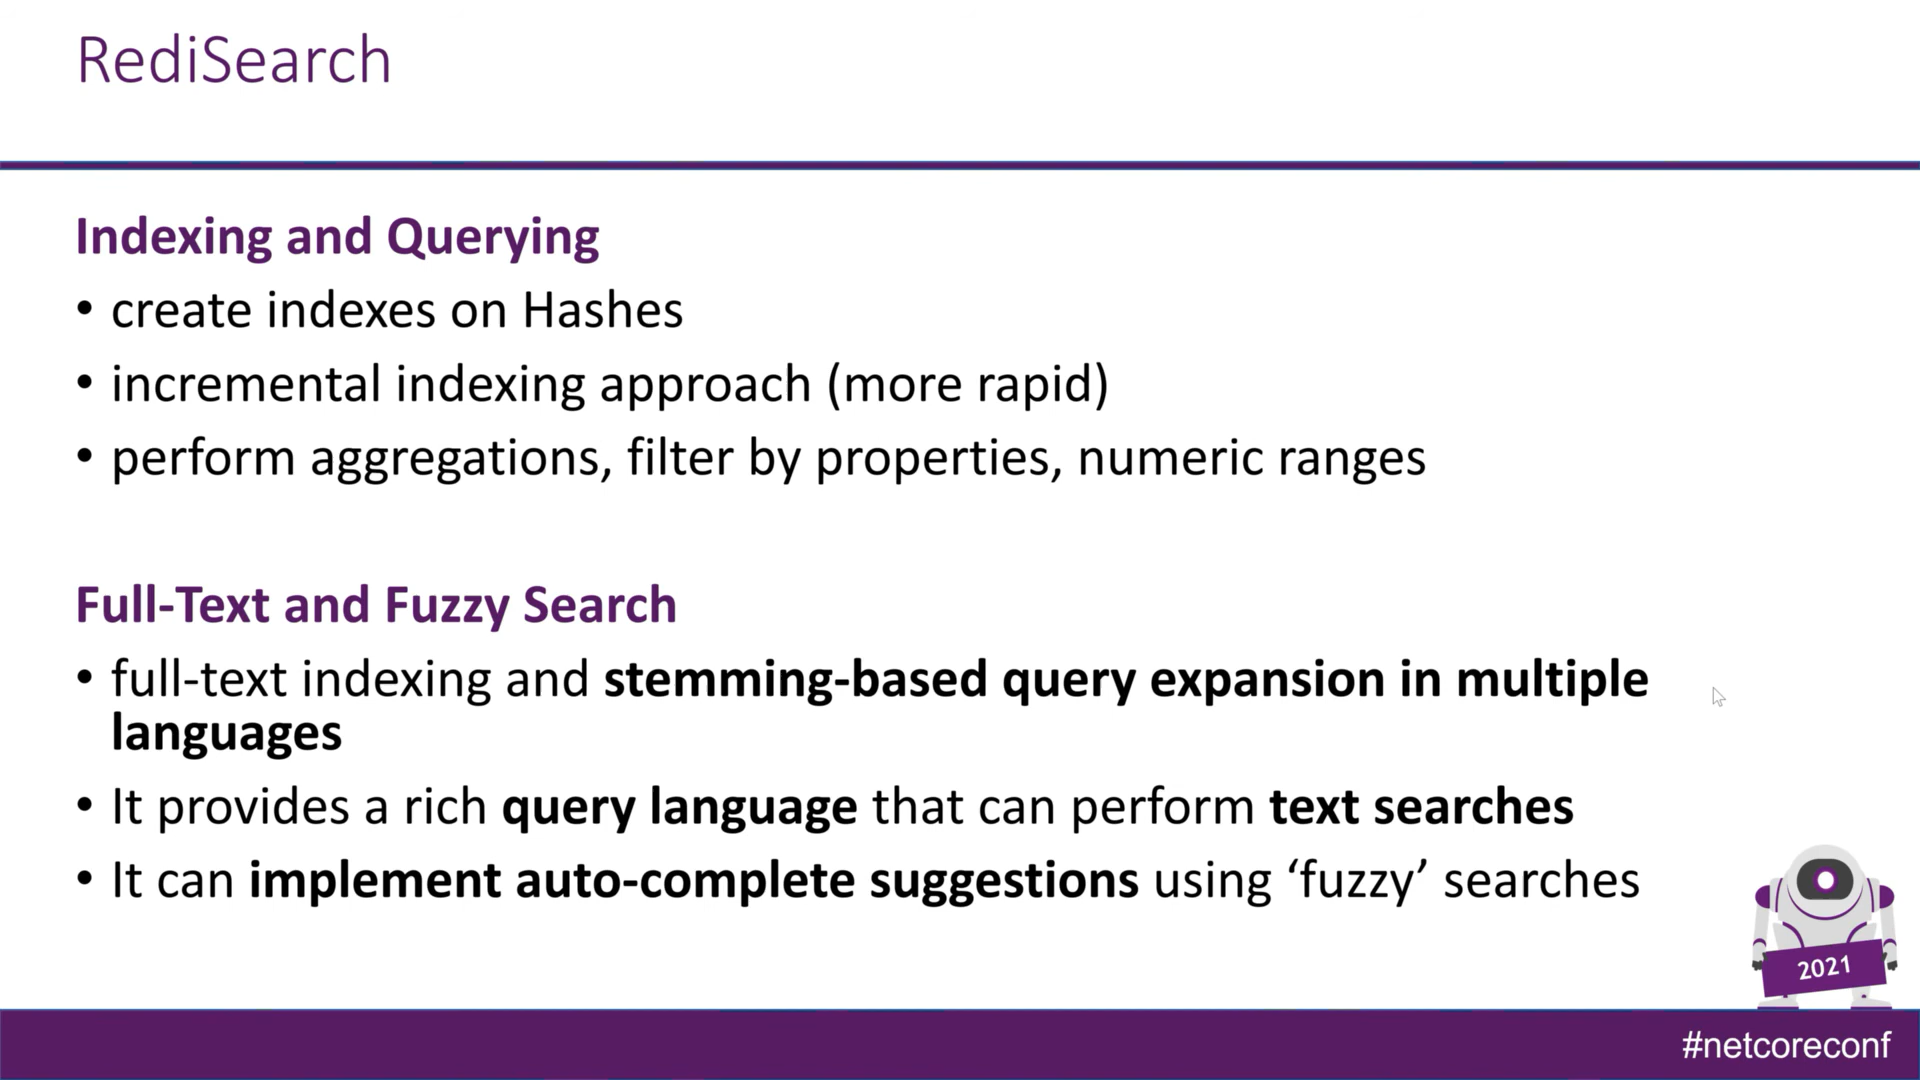 RediSearch
Indexing and Querying
• create indexes on Hashes
• incremental indexing approach (more rapid)
• perform aggregations, filter by properties, numeric ranges
Full-Text and Fuzzy Search
• full-text indexing and stemming-based query expansion in multiple
languages
• It provides a rich query language that can perform text searches
• It can implement auto-complete suggestions using ‘fuzzy’ searches
2021
#netcoreconf